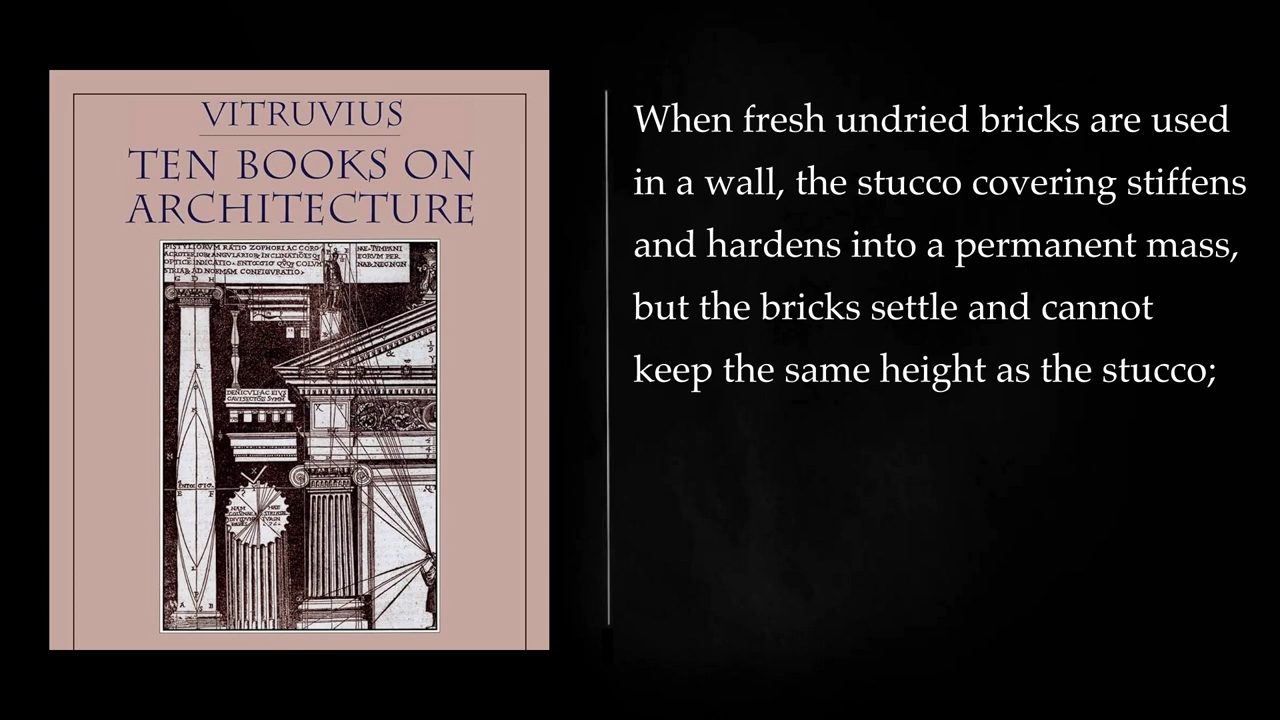 VITRUVIUS
TEN BOOKS ON
ARCHITECTURE
When fresh undried bricks are used
in a wall, the stucco covering stiffens
and hardens into a permanent mass,
but the bricks settle and cannot
keep the same height as the stucco;